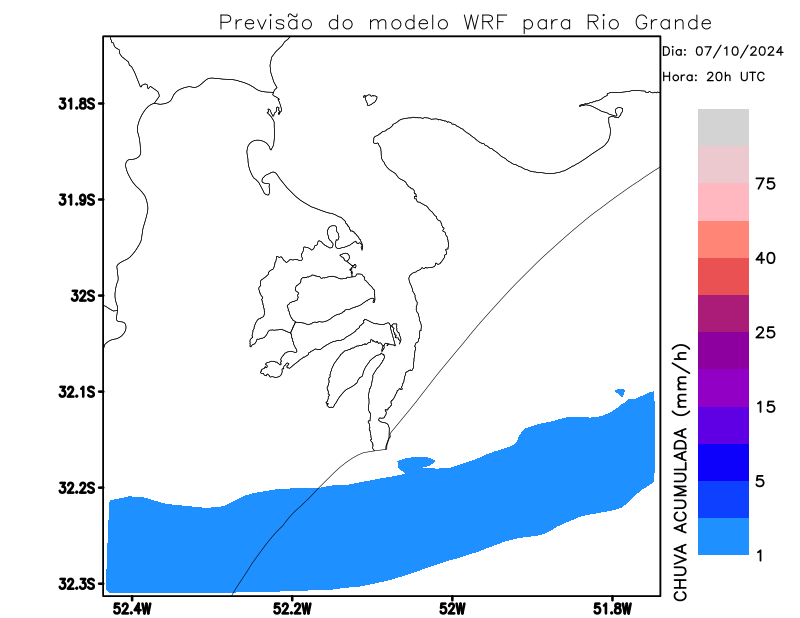 Previsão do modelo WRF para Rio Grande
Dia: 07/10/2024
Hora: 20h UTC
31.8S
31.9S
32S
32.1S
32.2S
32.3S
52.4W
52.2W
52W
51.8W
75
40
25
15
5
1
CHUVA ACUMULADA (mm/h)